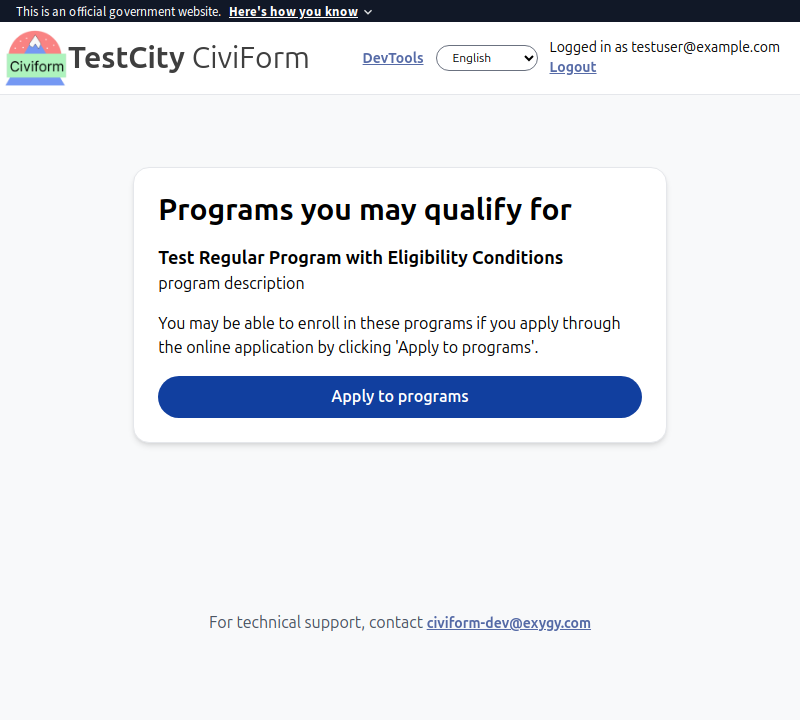 This is an official government website. Here's how you know
Civiform
TestCity CiviForm
DevTools
English
Logged in as testuser@example.com
Logout
Programs you may qualify for
Test Regular Program with Eligibility Conditions
program description
You may be able to enroll in these programs if you apply through
the online application by clicking 'Apply to programs'.
Apply to programs
For technical support, contact civiform-dev@exygy.com